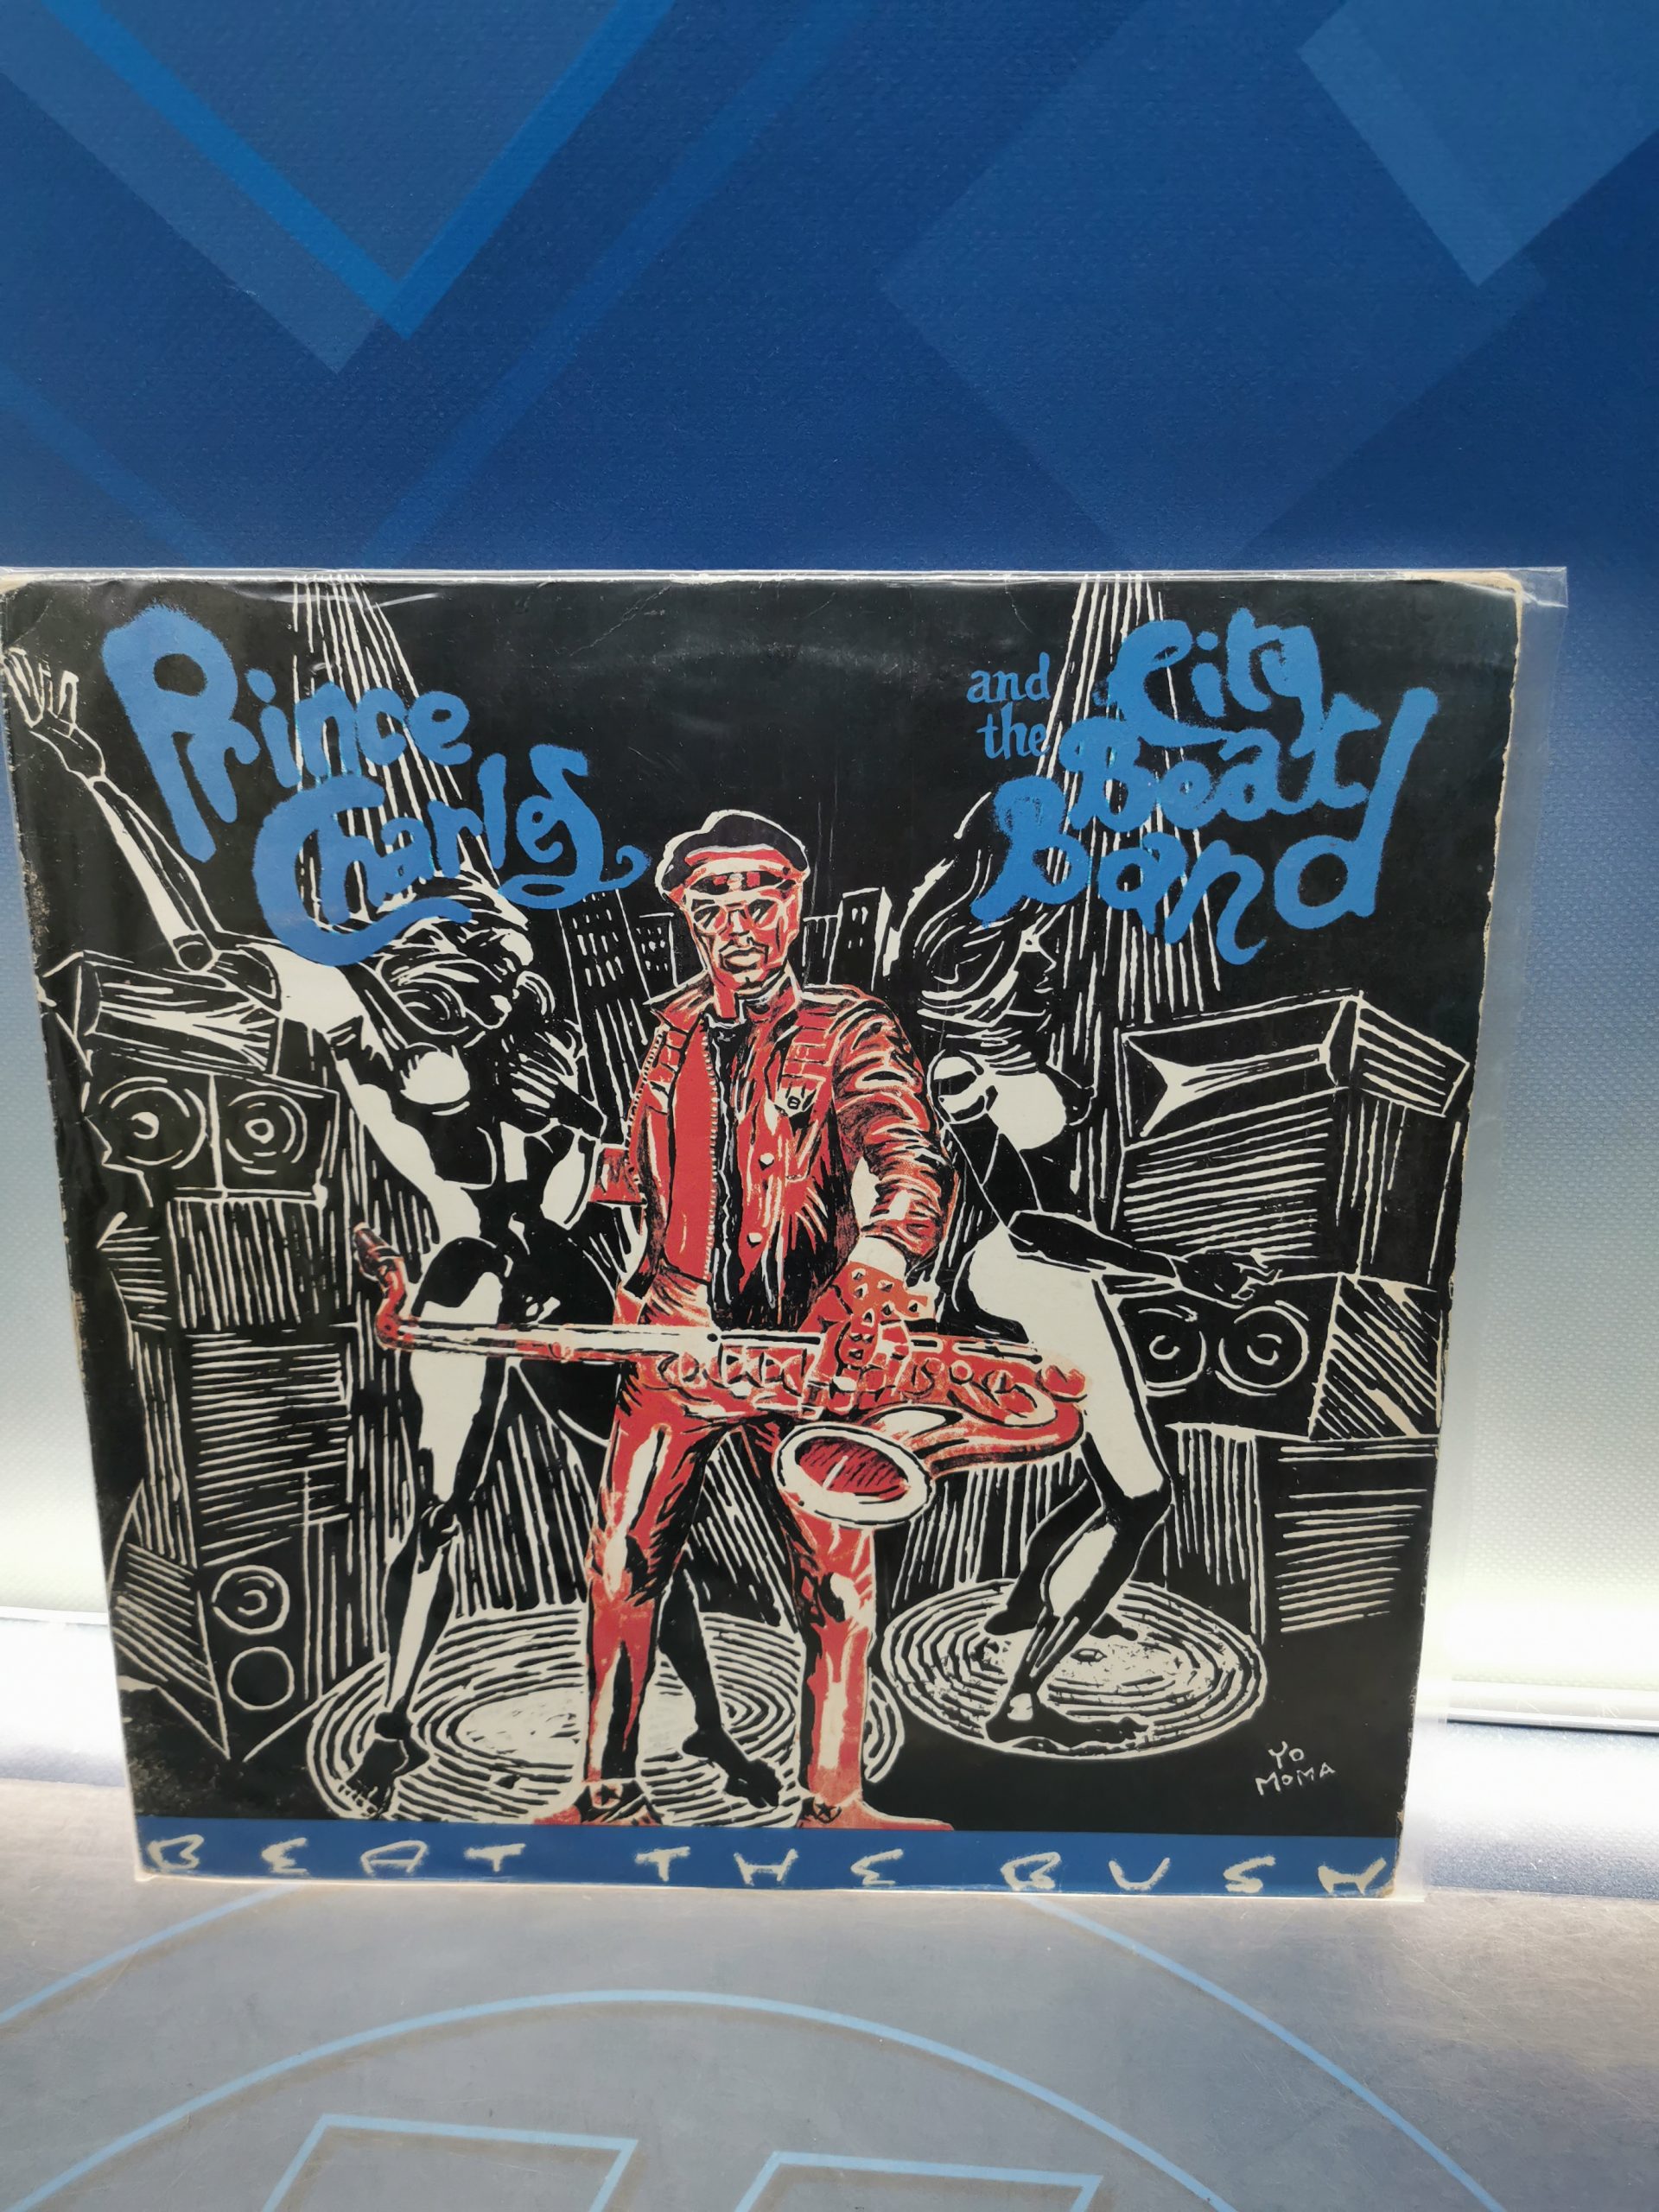 Prince
Charles
and
the
City
Beat
Band
YO
MOMA
BEAT THE BUSH